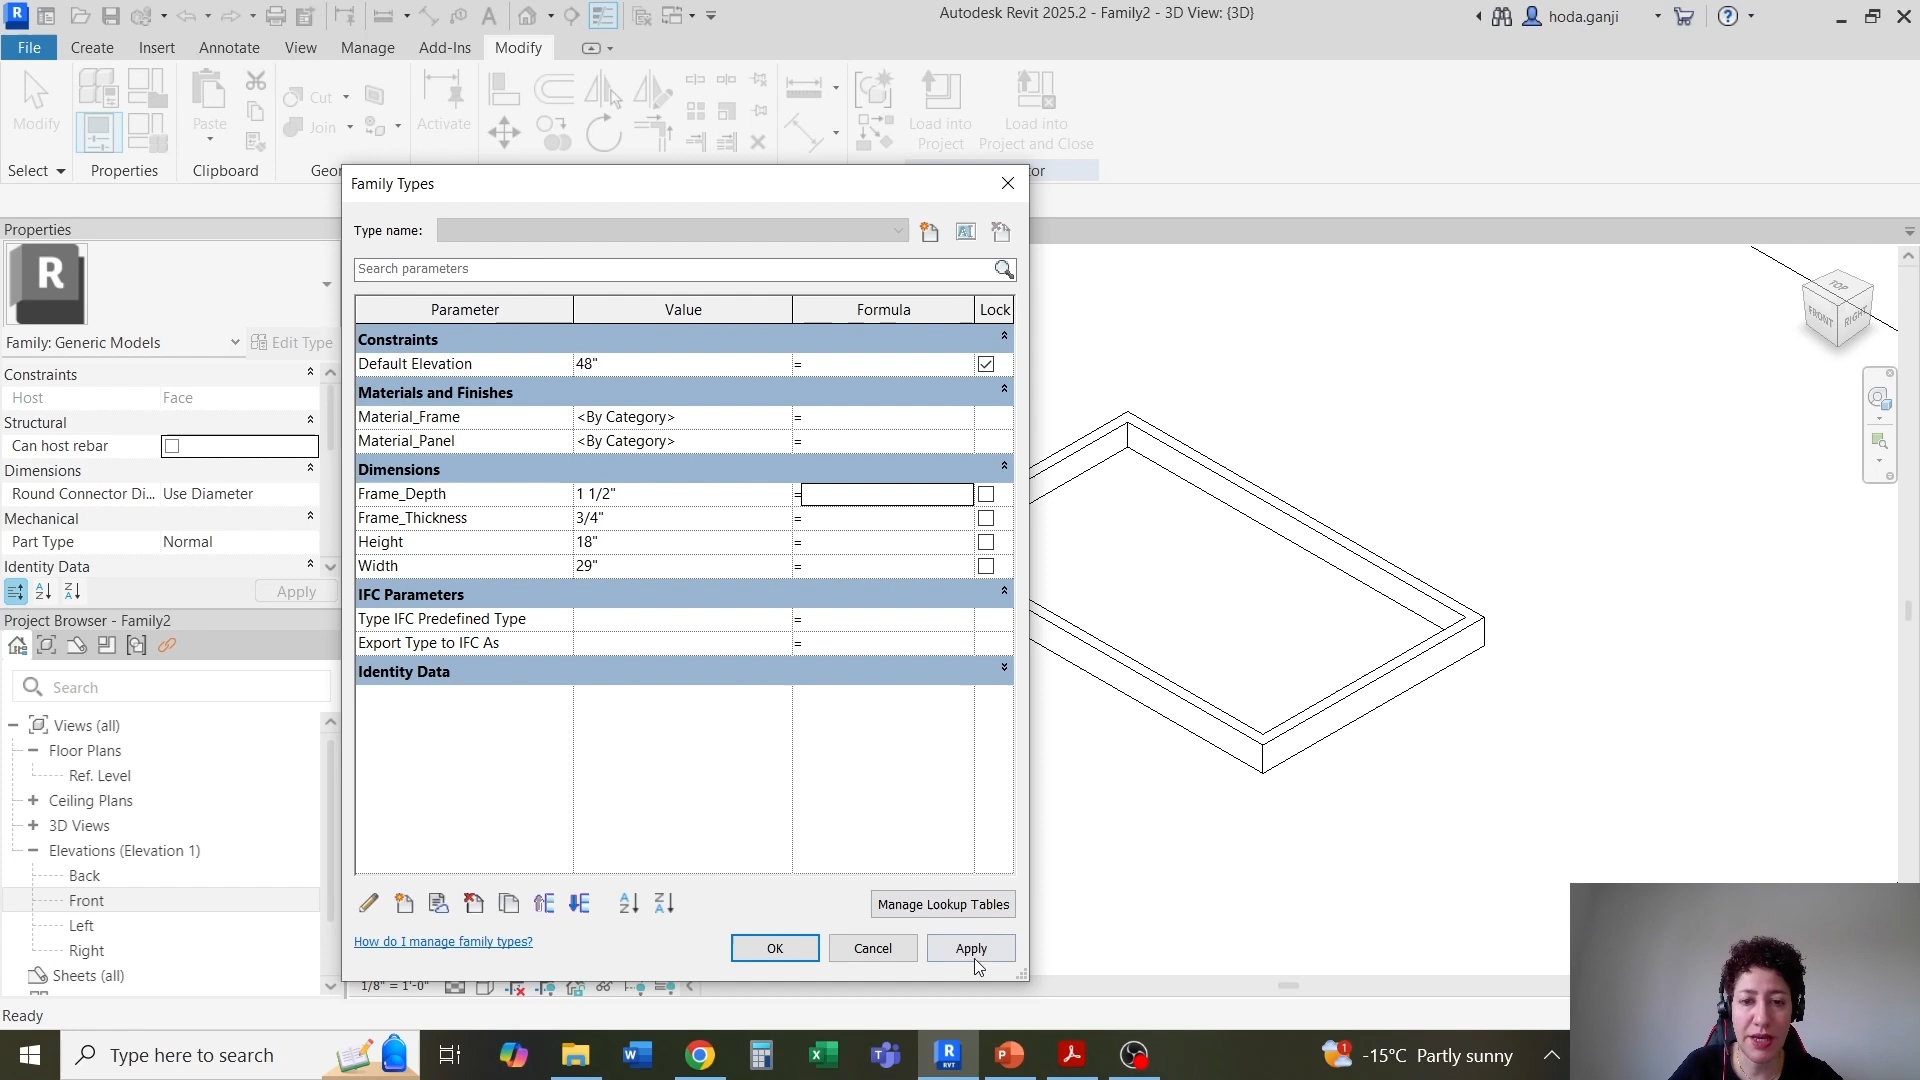 Autodesk Revit 2025.2 - Family2 - 3D View: {3D}
hoda.ganji
File Create Insert Annotate View Manage Add-Ins Modify
Modify
Paste
Cut
Join
Activate
Load into Project
Load into Project and Close
Select Properties Clipboard Geor tor
Properties
R
Family: Generic Models
Edit Type
Constraints
Host Face
Structural
Can host rebar
Dimensions
Round Connector Di... Use Diameter
Mechanical
Part Type Normal
Identity Data
Apply
Project Browser - Family2
Search
Views (all)
Floor Plans
Ref. Level
Ceiling Plans
3D Views
Elevations (Elevation 1)
Back
Front
Left
Right
Sheets (all)
Ready
Family Types
Type name:
Search parameters
Parameter Value Formula Lock
Constraints
Default Elevation 48" =
Materials and Finishes
Material_Frame <By Category> =
Material_Panel <By Category> =
Dimensions
Frame_Depth 1 1/2" =
Frame_Thickness 3/4" =
Height 18" =
Width 29" =
IFC Parameters
Type IFC Predefined Type =
Export Type to IFC As =
Identity Data
Manage Lookup Tables
How do I manage family types?
OK Cancel Apply
1/8" = 1'-0"
TOP
FRONT
RIGHT
Type here to search
-15°C Partly sunny